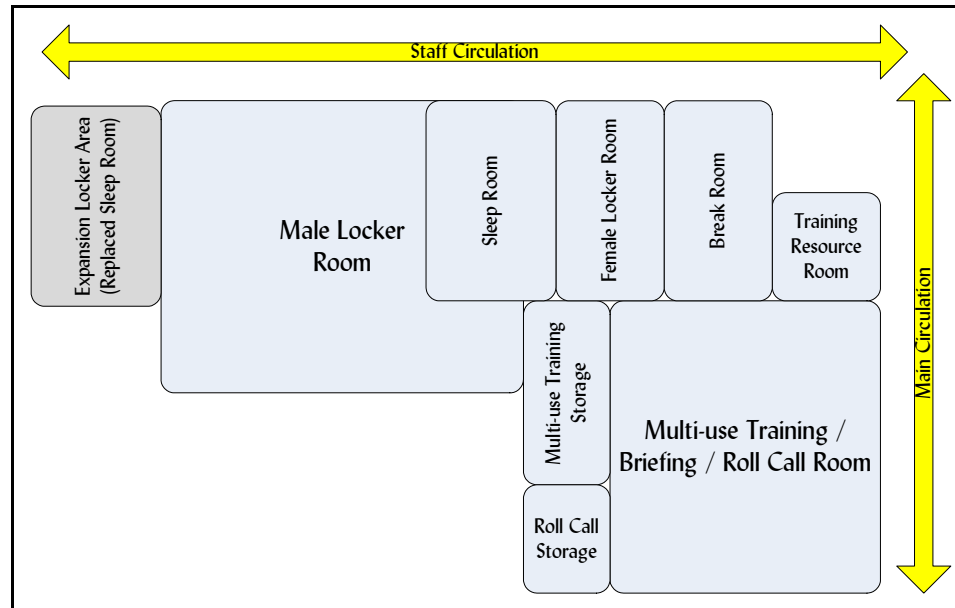 Staff Circulation
Expansion Locker Area
(Replaced Sleep Room)
Male Locker
Room
Sleep Room
Female Locker Room
Break Room
Training
Resource
Room
Main Circulation
Multi-use Training
Storage
Multi-use Training /
Briefing / Roll Call Room
Roll Call
Storage